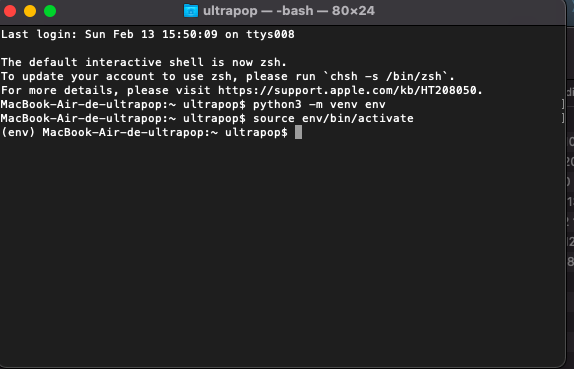 ultrapop — -bash — 80×24
Last login: Sun Feb 13 15:50:09 on ttys008
The default interactive shell is now zsh.
To update your account to use zsh, please run `chsh -s /bin/zsh`.
For more details, please visit https://support.apple.com/kb/HT208050.
MacBook-Air-de-ultrapop:~ ultrapop$ python3 -m venv env ]
MacBook-Air-de-ultrapop:~ ultrapop$ source env/bin/activate ]
(env) MacBook-Air-de-ultrapop:~ ultrapop$